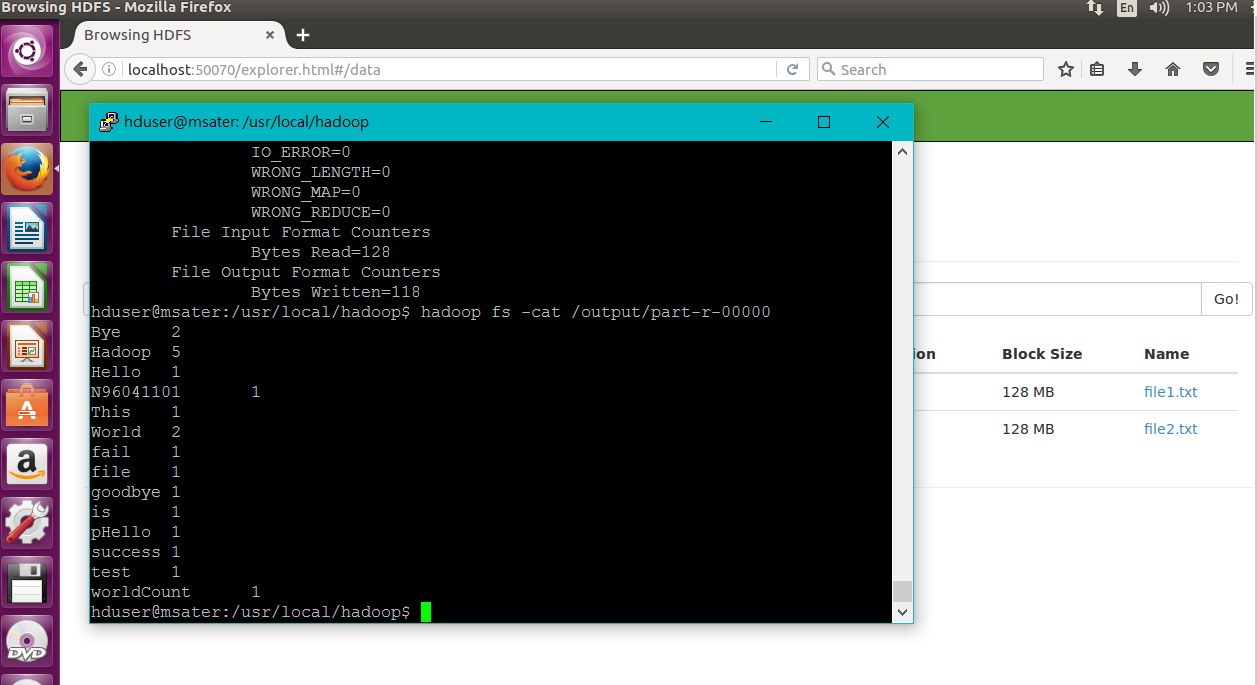 Browsing HDFS - Mozilla Firefox
En
1:03 PM
Browsing HDFS
localhost:50070/explorer.html#/data
Search
hduser@msater: /usr/local/hadoop
IO_ERROR=0
WRONG_LENGTH=0
WRONG_MAP=0
WRONG_REDUCE=0
File Input Format Counters
Bytes Read=128
File Output Format Counters
Bytes Written=118
hduser@msater:/usr/local/hadoop$ hadoop fs -cat /output/part-r-00000
Bye 2
Hadoop 5
Hello 1
N96041101 1
This 1
World 2
fail 1
file 1
goodbye 1
is 1
pHello 1
success 1
test 1
worldCount 1
hduser@msater:/usr/local/hadoop$
Go!
Block Size Name
128 MB file1.txt
128 MB file2.txt
a
DVD